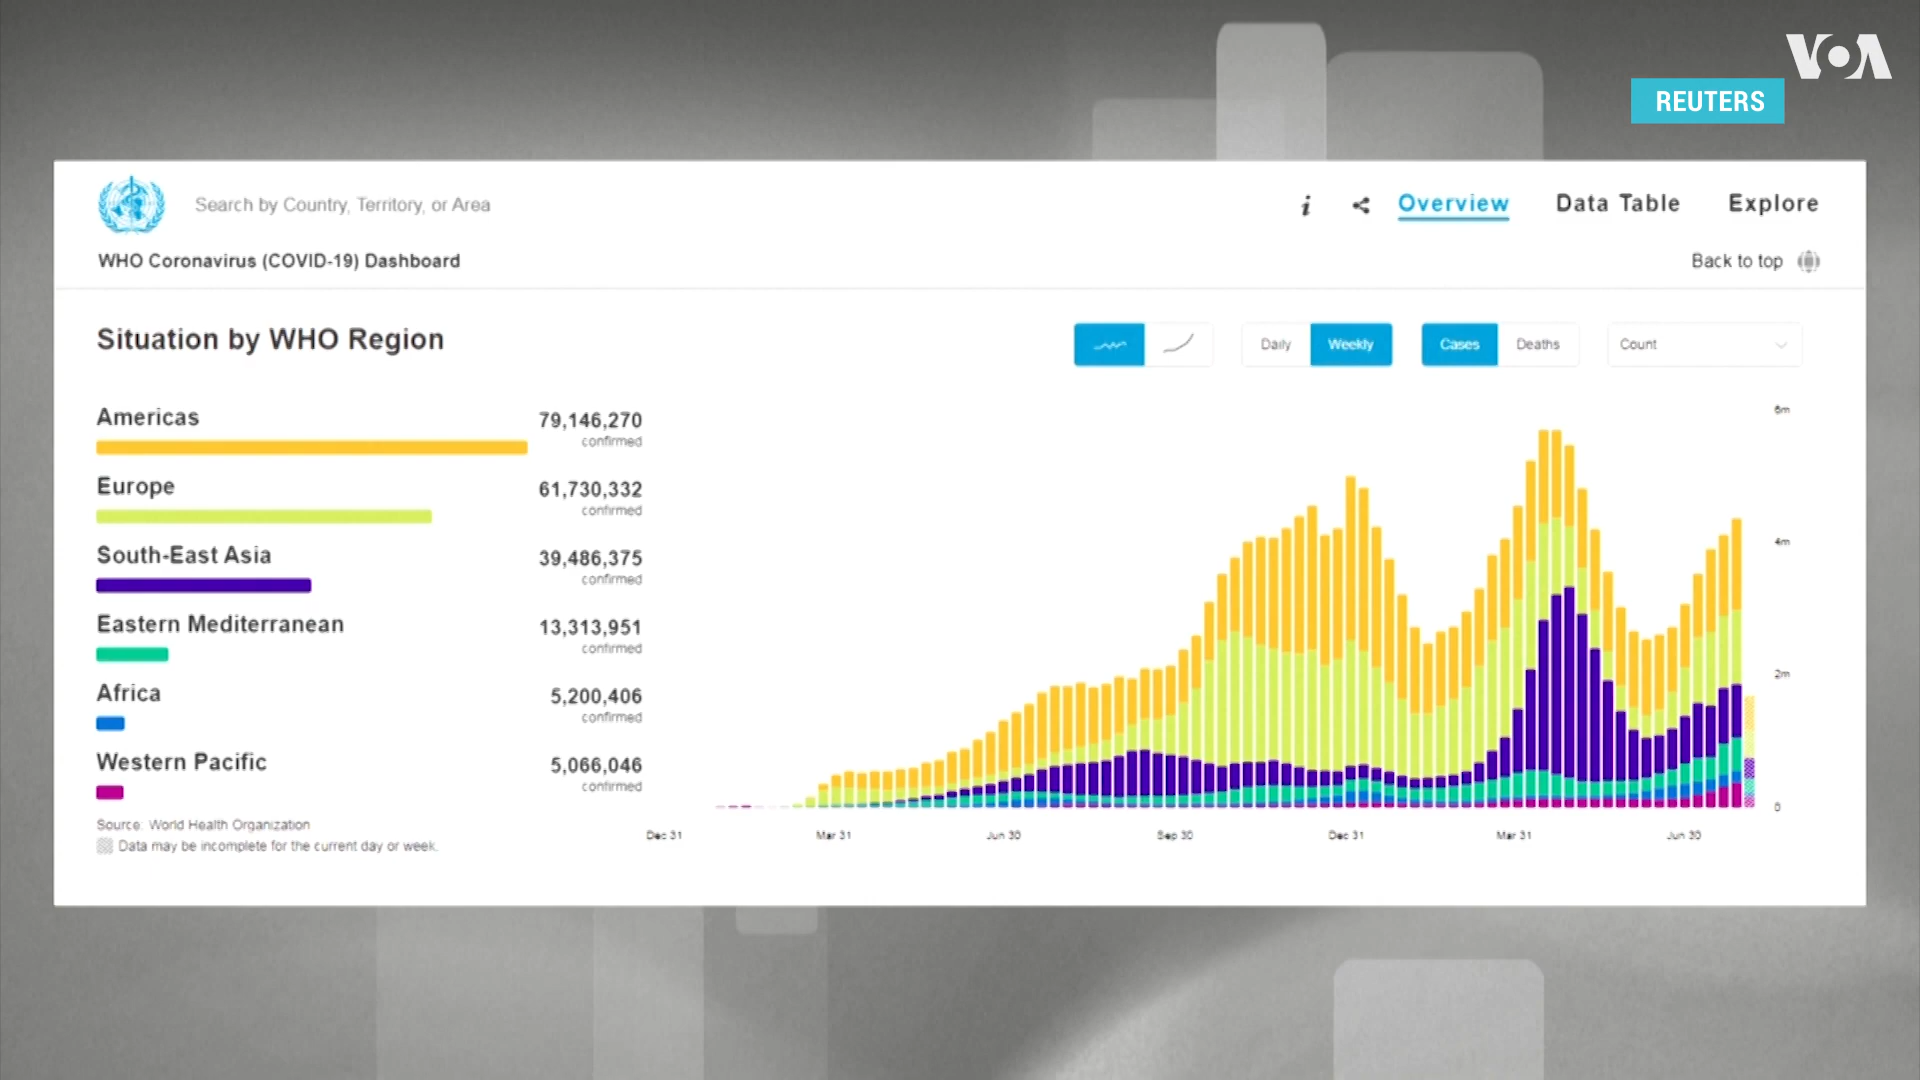 VOA
REUTERS
Search by Country, Territory, or Area
i
Overview
Data Table
Explore
WHO Coronavirus (COVID-19) Dashboard
Back to top
Situation by WHO Region
Daily
Weekly
Cases
Deaths
Count
Americas
79,146,270
confirmed
Europe
61,730,332
confirmed
South-East Asia
39,486,375
confirmed
Eastern Mediterranean
13,313,951
confirmed
Africa
5,200,406
confirmed
Western Pacific
5,066,046
confirmed
Source: World Health Organization
Data may be incomplete for the current day or week.
6m
4m
2m
0
Dec 31
Mar 31
Jun 30
Sep 30
Dec 31
Mar 31
Jun 30